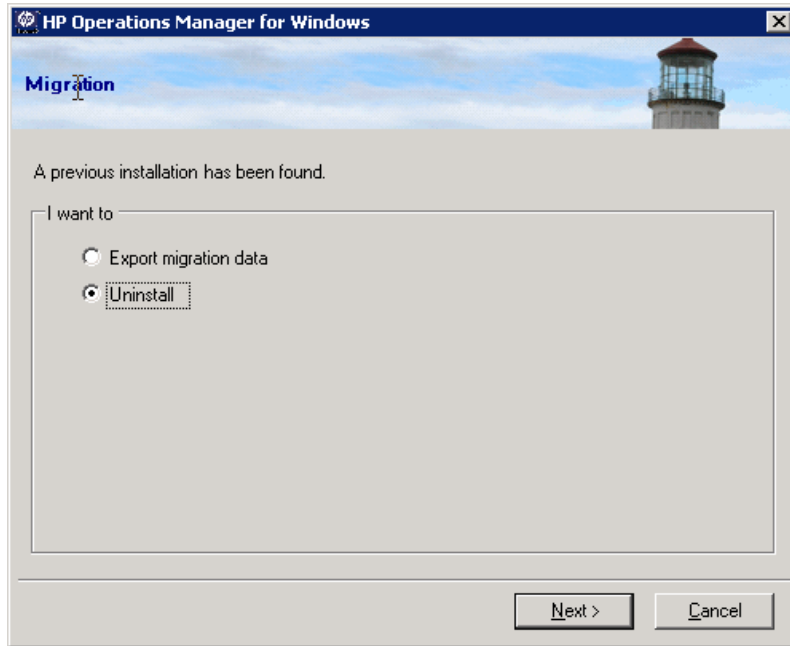 HP Operations Manager for Windows
Migration
A previous installation has been found.
I want to
Export migration data
Uninstall
Next >
Cancel